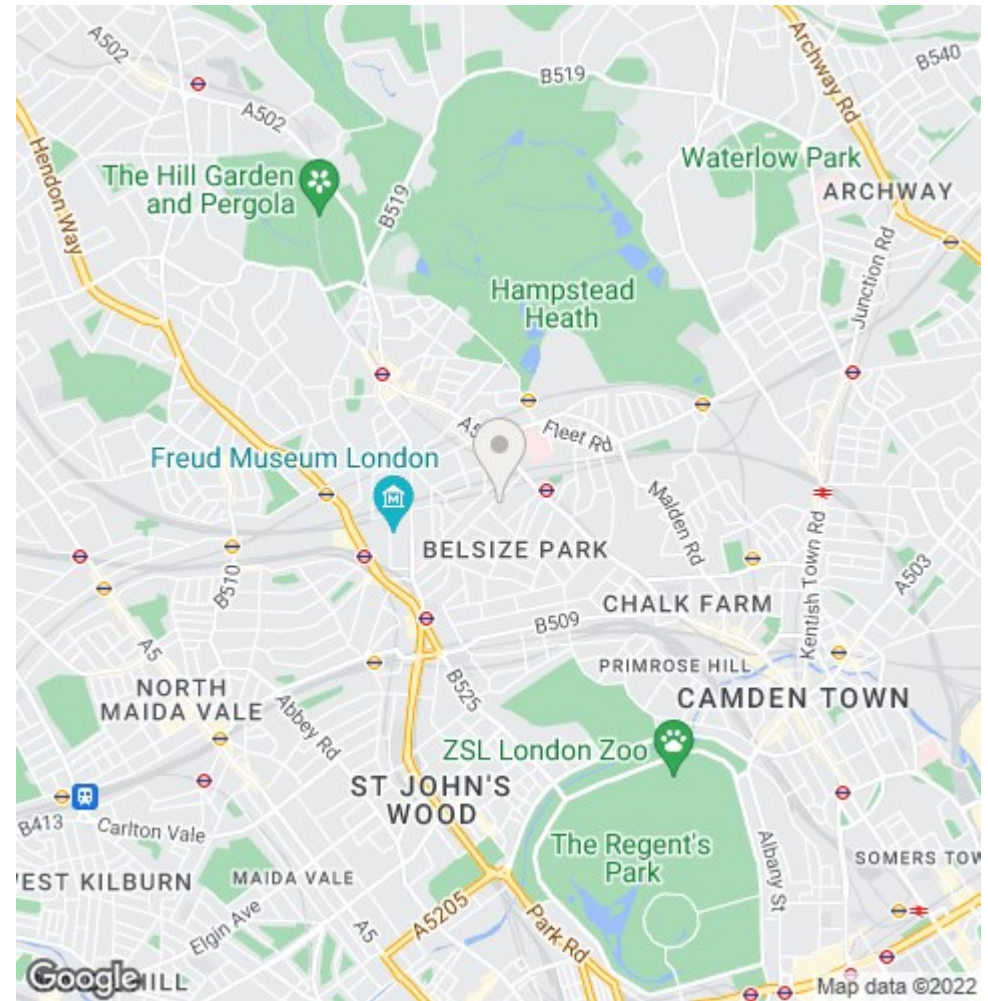 A502
B519
B540
Archway Rd
A502
Hendon Way
The Hill Garden
and Pergola
B519
Waterlow Park
ARCHWAY
Junction Rd
Hampstead
Heath
Fleet Rd
Freud Museum London
Malden Rd
BELSIZE PARK
B510
Kentish Town Rd
A503
CHALK FARM
B509
A5
PRIMROSE HILL
NORTH
MAIDA VALE
B525
CAMDEN TOWN
Abbey Rd
ZSL London Zoo
ST JOHN'S
WOOD
B413
Carlton Vale
The Regent's
Park
Albany St
SOMERS TOW
EST KILBURN
MAIDA VALE
Elgin Ave
A5
A5205
Park Rd
Google
HILL
Map data ©2022